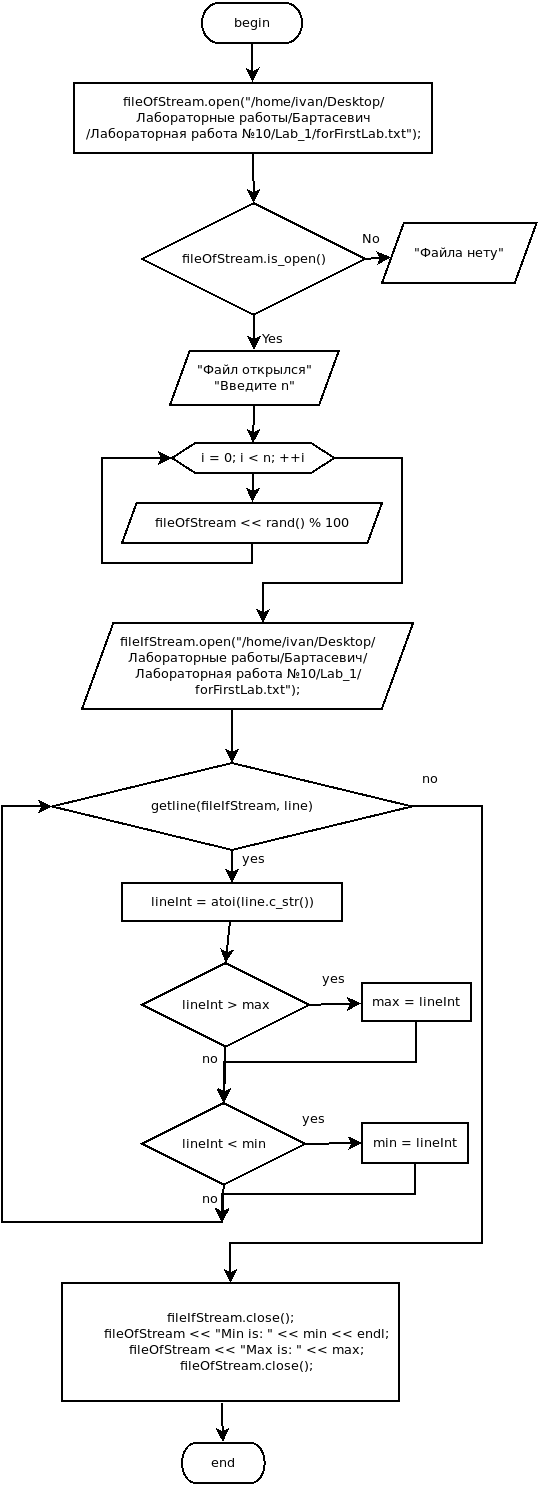 begin
fileOfStream.open("/home/ivan/Desktop/
Лабораторные работы/Бартасевич
/Лабораторная работа №10/Lab_1/forFirstLab.txt");
fileOfStream.is_open()
No
"Файла нету"
Yes
"Файл открылся"
"Введите n"
i = 0; i < n; ++i
fileOfStream << rand() % 100
fileIfStream.open("/home/ivan/Desktop/
Лабораторные работы/Бартасевич/
Лабораторная работа №10/Lab_1/
forFirstLab.txt");
no
getline(fileIfStream, line)
yes
lineInt = atoi(line.c_str())
yes
lineInt > max
max = lineInt
no
yes
lineInt < min
min = lineInt
no
fileIfStream.close();
fileOfStream << "Min is: " << min << endl;
fileOfStream << "Max is: " << max;
fileOfStream.close();
end